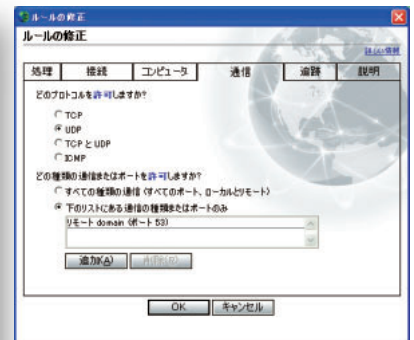 ルールの修正
ルールの修正
詳しい情報
処理 接続 コンピュータ 通信 追跡 説明
どのプロトコルを許可しますか?
TCP
UDP
TCP と UDP
ICMP
どの種類の通信またはポートを許可しますか?
すべての種類の通信 (すべてのポート、ローカルとリモート)
下のリストにある通信の種類またはポートのみ
リモート domain (ポート 53)
追加(A) 削除(R)
OK キャンセル